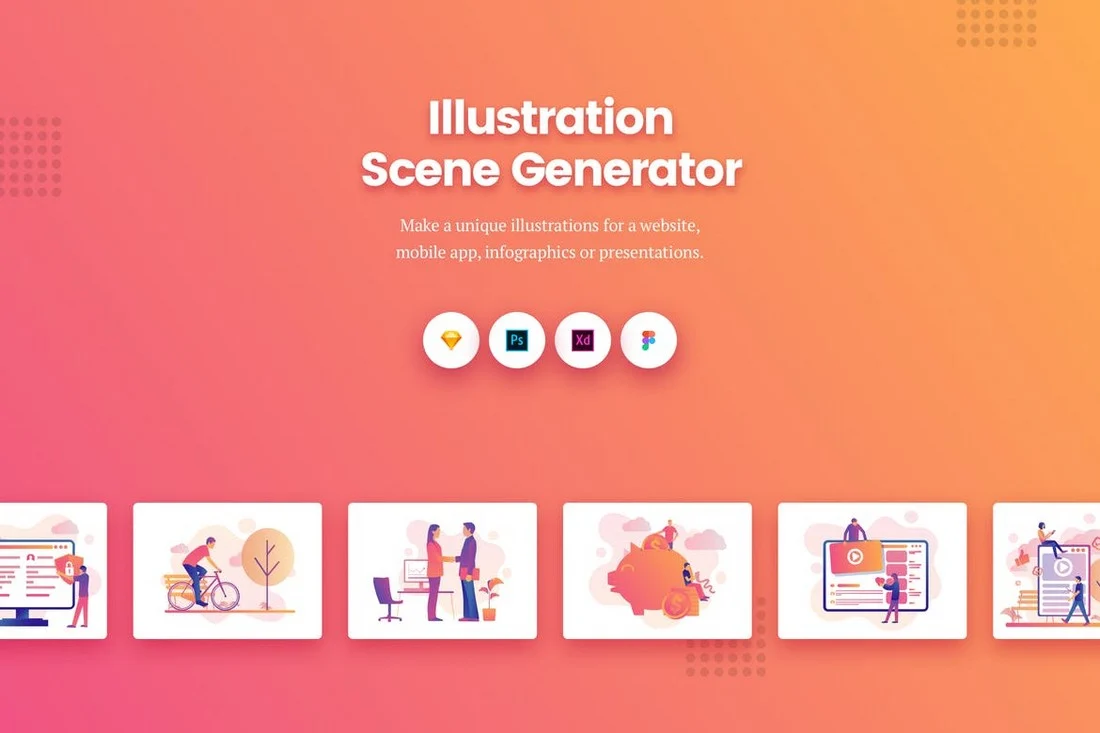 Illustration
Scene Generator
Make a unique illustrations for a website,
mobile app, infographics or presentations.
Ps
Xd